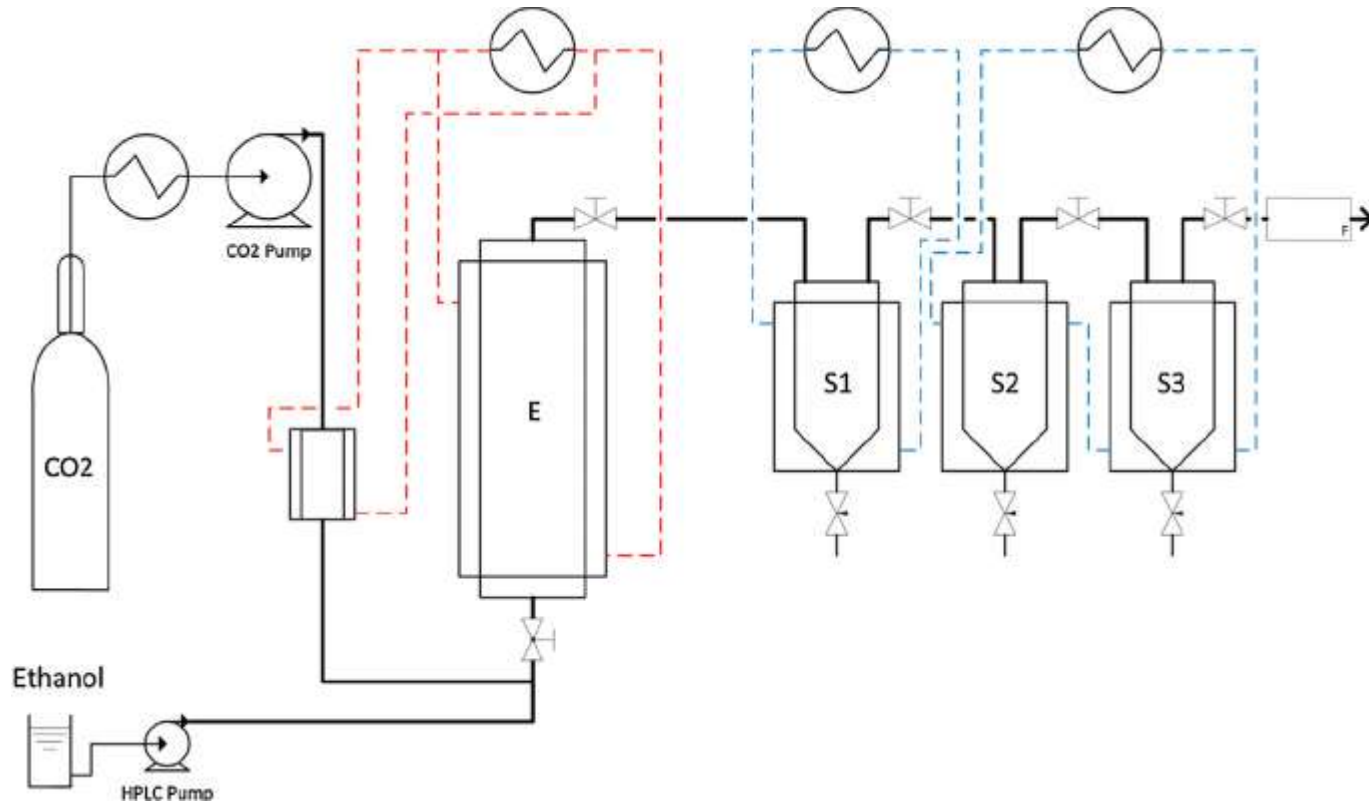 CO2 Pump
CO2
E
S1
S2
S3
F
Ethanol
HPLC Pump